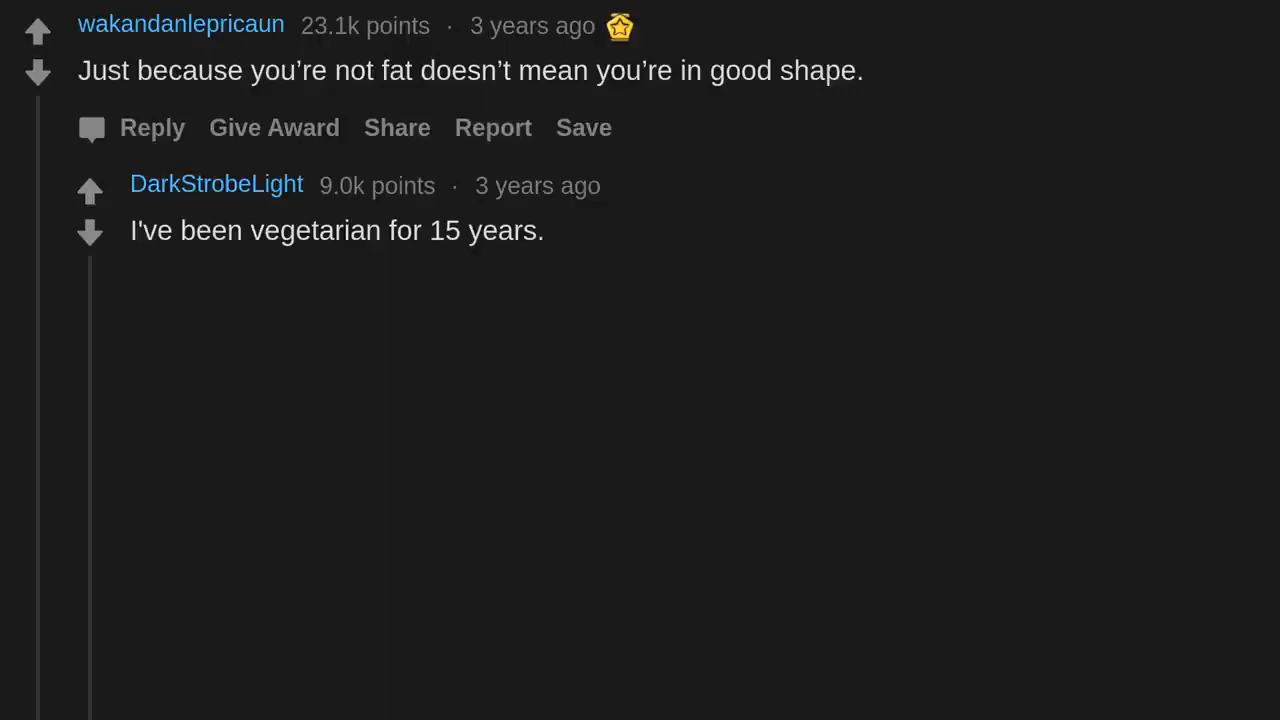 wakandanlepricaun 23.1k points · 3 years ago
Just because you’re not fat doesn’t mean you’re in good shape.
Reply Give Award Share Report Save
DarkStrobeLight 9.0k points · 3 years ago
I've been vegetarian for 15 years.